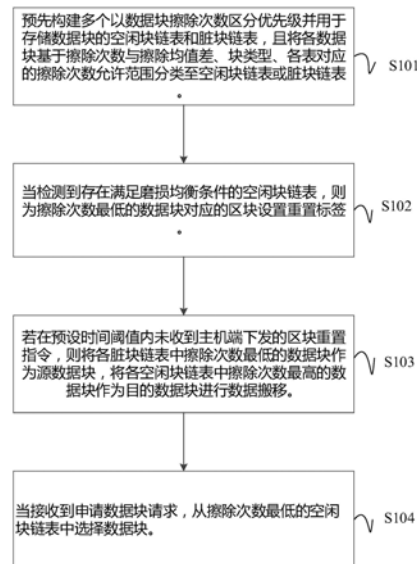 预先构建多个以数据块擦除次数区分优先级并用于
存储数据块的空闲块链表和脏块链表，且将各数据
块基于擦除次数与擦除均值差、块类型、各表对应
的擦除次数允许范围分类至空闲块链表或脏块链表
。
S101
当检测到存在满足磨损均衡条件的空闲块链表，则
为擦除次数最低的数据块对应的区块设置重置标签
。
S102
若在预设时间阈值内未收到主机端下发的区块重置
指令，则将各脏块链表中擦除次数最低的数据块作
为源数据块，将各空闲块链表中擦除次数最高的数
据块作为目的数据块进行数据搬移。
S103
当接收到申请数据块请求，从擦除次数最低的空闲
块链表中选择数据块。
S104